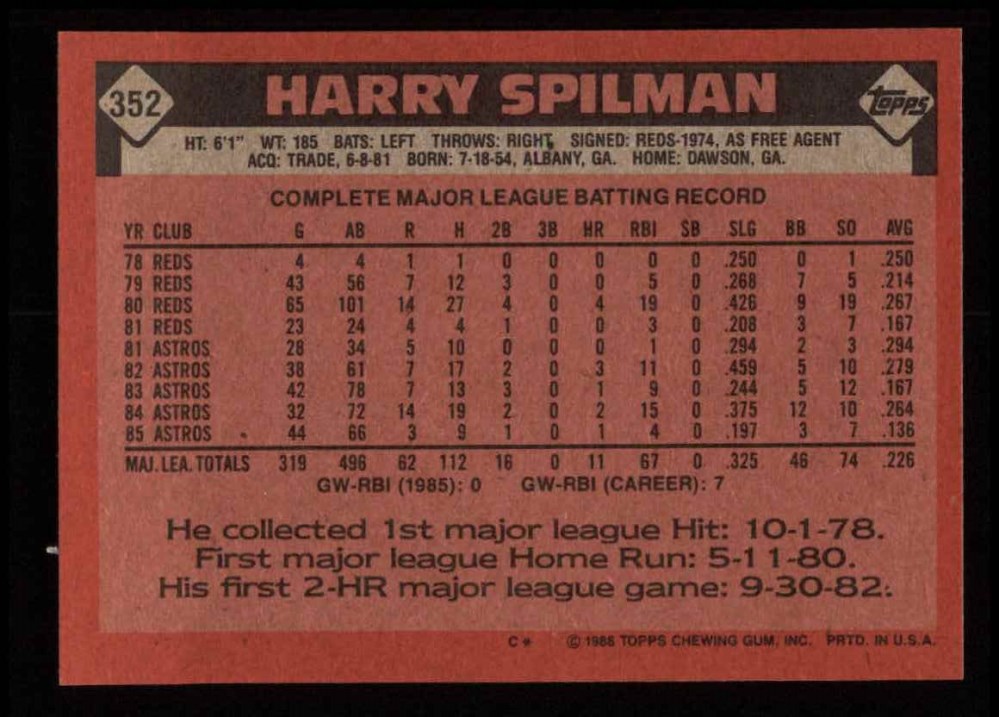 352 HARRY SPILMAN topps
HT: 6'1" WT: 185 BATS: LEFT THROWS: RIGHT, SIGNED: REDS-1974, AS FREE AGENT
ACQ: TRADE, 6-8-81 BORN: 7-18-54, ALBANY, GA. HOME: DAWSON, GA.
COMPLETE MAJOR LEAGUE BATTING RECORD
YR CLUB G AB R H 2B 3B HR RBI SB SLG BB SO AVG
78 REDS 4 4 1 1 0 0 0 0 0 .250 0 1 .250
79 REDS 43 56 7 12 3 0 0 5 0 .268 7 5 .214
80 REDS 65 101 14 27 4 0 4 19 0 .426 9 19 .267
81 REDS 23 24 4 4 1 0 0 3 0 .208 3 7 .167
81 ASTROS 28 34 5 10 0 0 0 1 0 .294 2 3 .294
82 ASTROS 38 61 7 17 2 0 3 11 0 .459 5 10 .279
83 ASTROS 42 78 7 13 3 0 1 9 0 .244 5 12 .167
84 ASTROS 32 72 14 19 2 0 2 15 0 .375 12 10 .264
85 ASTROS 44 66 3 9 1 0 1 4 0 .197 3 7 .136
MAJ. LEA. TOTALS 319 496 62 112 16 0 11 67 0 .325 46 74 .226
GW-RBI (1985): 0 GW-RBI (CAREER): 7
He collected 1st major league Hit: 10-1-78.
First major league Home Run: 5-11-80.
His first 2-HR major league game: 9-30-82.
C* © 1986 TOPPS CHEWING GUM, INC. PRTD. IN U.S.A.